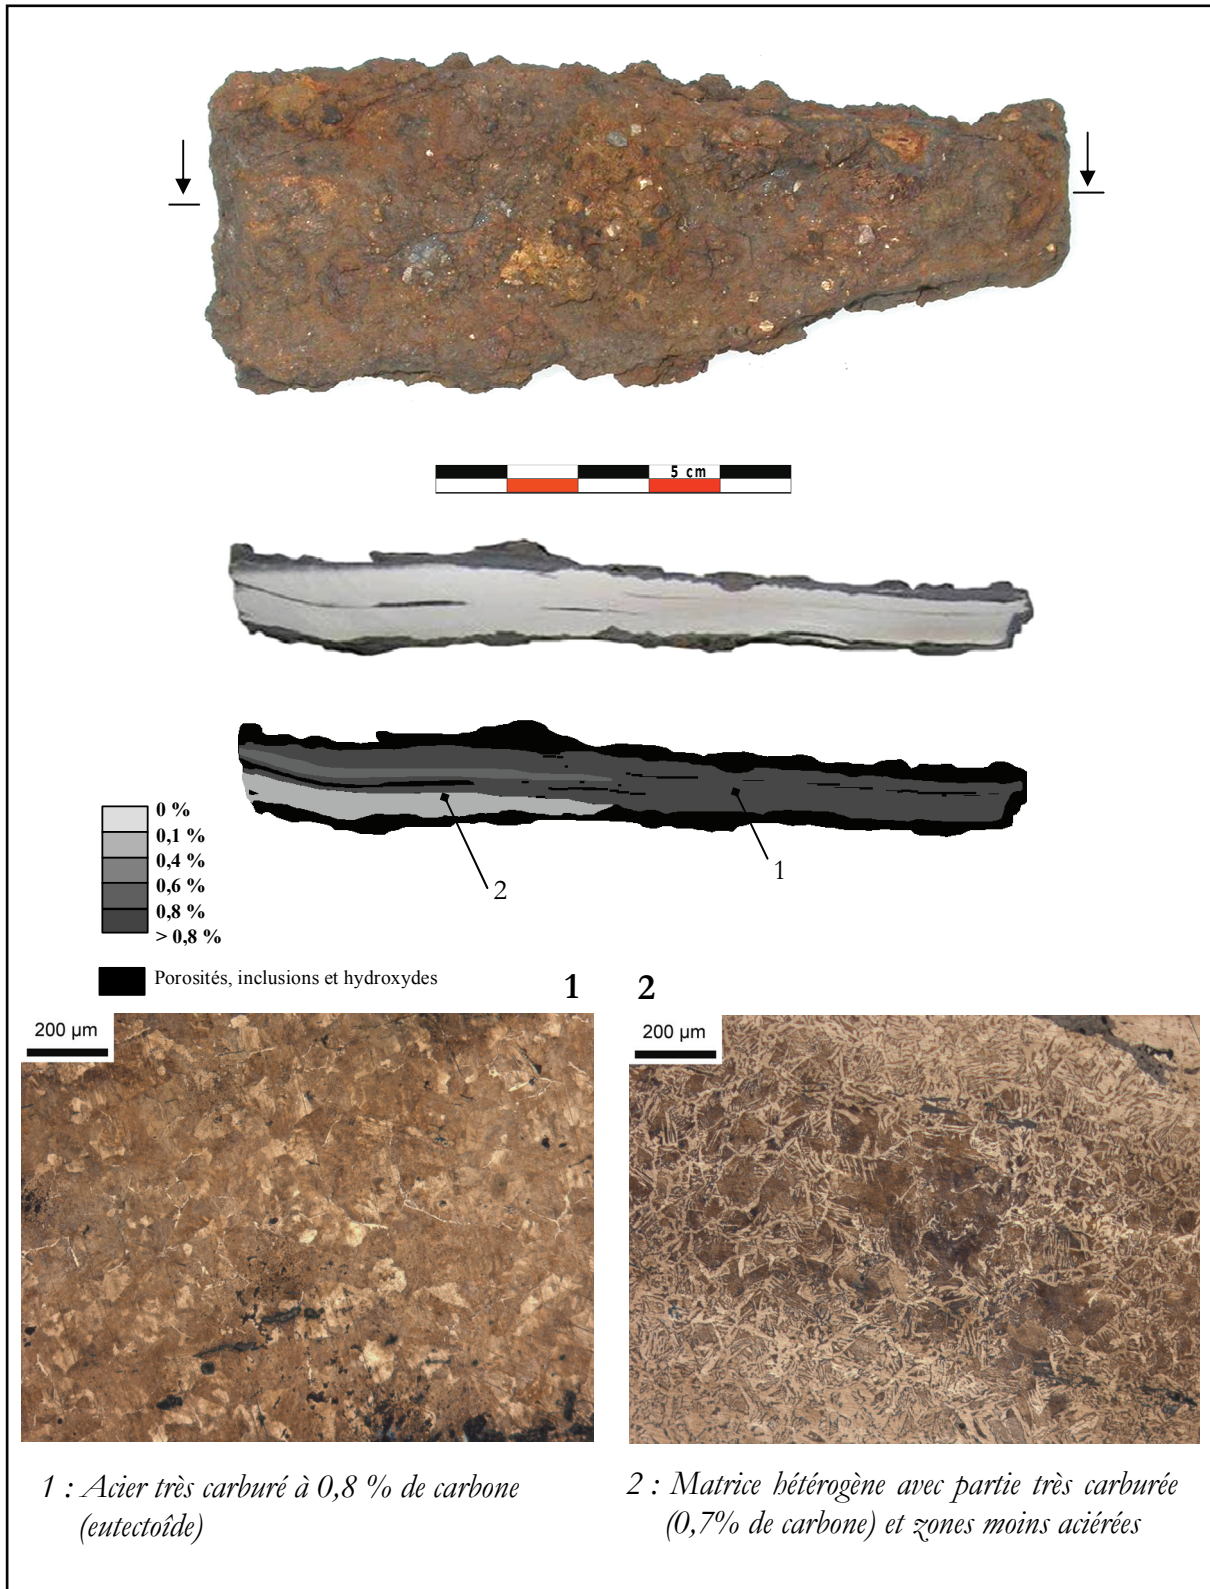 5 cm
0 %
0,1 %
0,4 %
0,6 %
0,8 %
> 0,8 %
2
1
Porosités, inclusions et hydroxydes
1
2
200 µm
200 µm
1 : Acier très carburé à 0,8 % de carbone
(eutectoîde)
2 : Matrice hétérogène avec partie très carburée
(0,7% de carbone) et zones moins aciérées